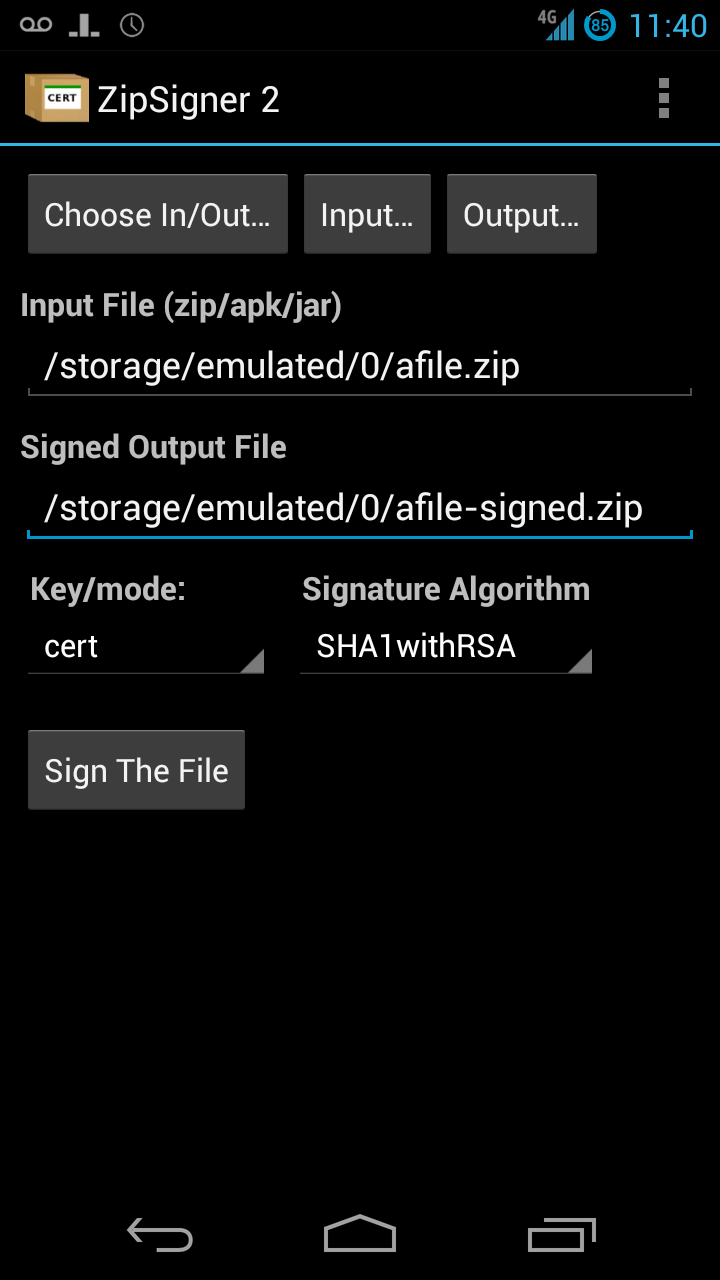 4G 85 11:40
CERT ZipSigner 2
Choose In/Out... Input... Output...
Input File (zip/apk/jar)
/storage/emulated/0/afile.zip
Signed Output File
/storage/emulated/0/afile-signed.zip
Key/mode: Signature Algorithm
cert SHA1withRSA
Sign The File